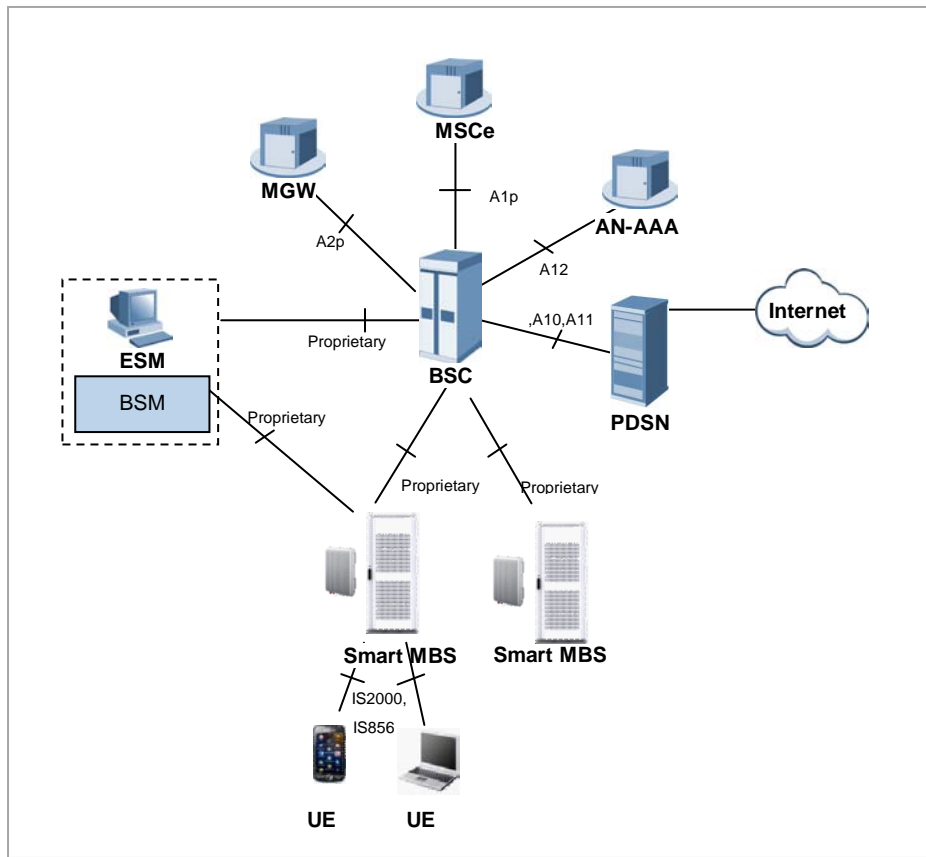 MSCe
MGW
A1p
AN-AAA
A2p
A12
Internet
,A10,A11
Proprietary
ESM
BSC
BSM
PDSN
Proprietary
Proprietary
Proprietary
Smart MBS
Smart MBS
IS2000,
IS856
UE
UE